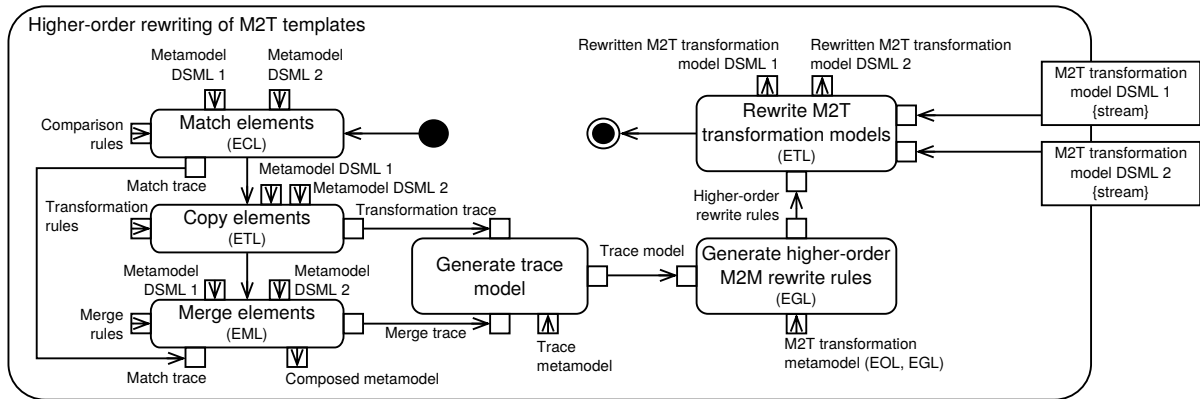 Higher-order rewriting of M2T templates
Metamodel
DSML 1
Metamodel
DSML 2
Comparison
rules
Match elements
(ECL)
Match trace
Metamodel DSML 1
Metamodel DSML 2
Transformation
rules
Copy elements
(ETL)
Transformation trace
Metamodel
DSML 1
Metamodel
DSML 2
Merge
rules
Merge elements
(EML)
Merge trace
Match trace
Composed metamodel
Generate trace
model
Trace
metamodel
Trace model
Rewritten M2T transformation
model DSML 1
Rewritten M2T transformation
model DSML 2
Rewrite M2T
transformation models
(ETL)
Higher-order
rewrite rules
Generate higher-order
M2M rewrite rules
(EGL)
M2T transformation
metamodel (EOL, EGL)
M2T transformation
model DSML 1
{stream}
M2T transformation
model DSML 2
{stream}